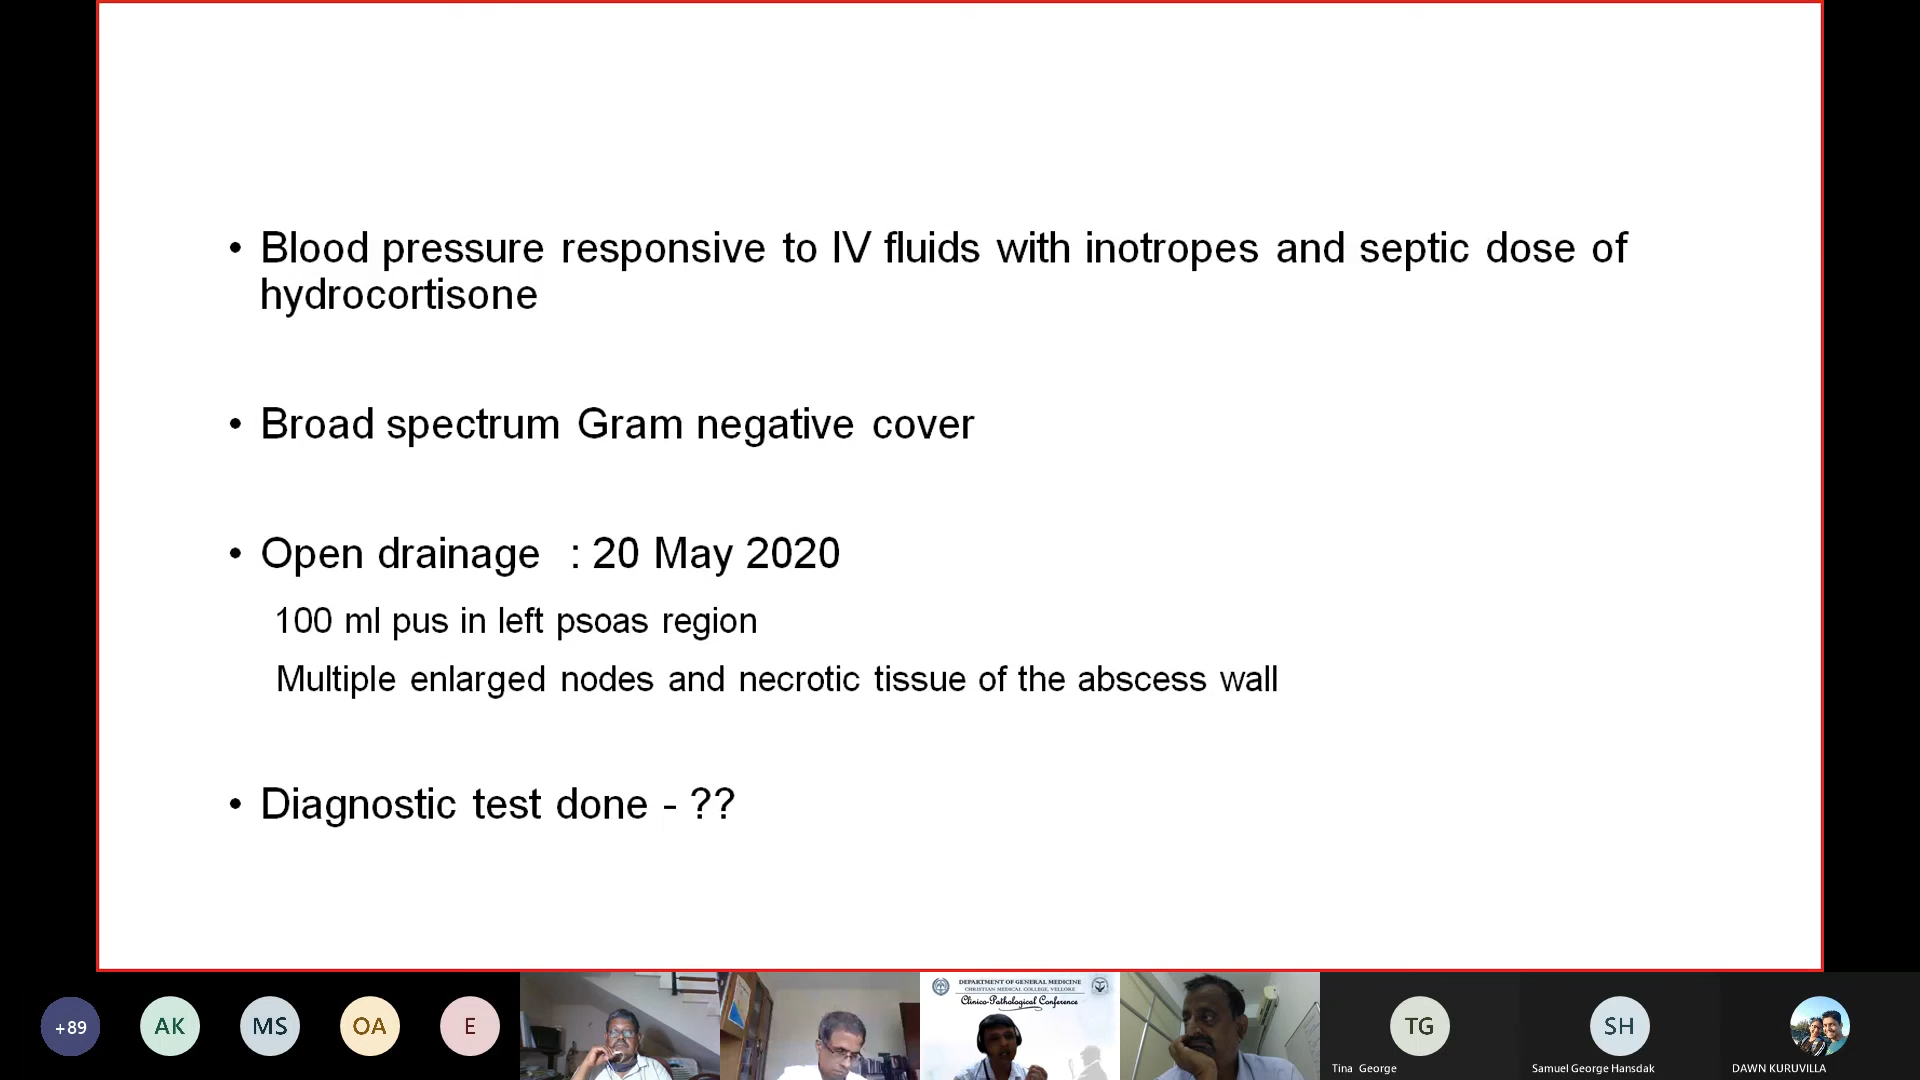 • Blood pressure responsive to IV fluids with inotropes and septic dose of
hydrocortisone
• Broad spectrum Gram negative cover
• Open drainage : 20 May 2020
100 ml pus in left psoas region
Multiple enlarged nodes and necrotic tissue of the abscess wall
• Diagnostic test done - ??
DEPARTMENT OF GENERAL MEDICINE
CHRISTIAN MEDICAL COLLEGE, VELLORE
Clinico-Pathological Conference
+89
AK
MS
OA
E
TG
SH
Tina George
Samuel George Hansdak
DAWN KURUVILLA